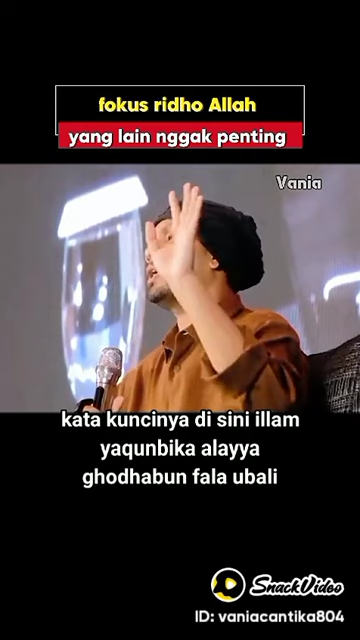 fokus ridho Allah
yang lain nggak penting
Vania
kata kuncinya di sini illam
yaqunbika alayya
ghodhabun fala ubali
SnackVideo
ID: vaniacantika804